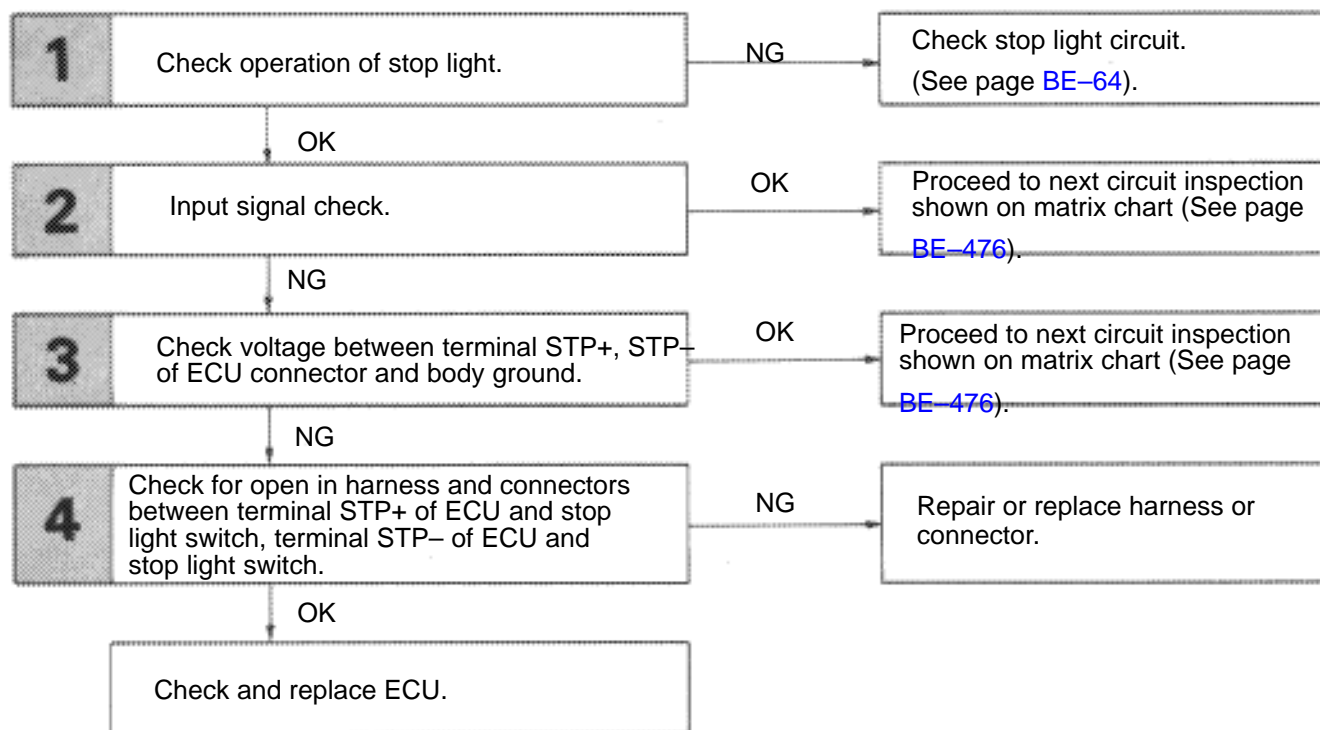 1
Check operation of stop light.
NG
Check stop light circuit.
(See page BE–64).
OK
2
Input signal check.
OK
Proceed to next circuit inspection
shown on matrix chart (See page
BE–476).
NG
3
Check voltage between terminal STP+, STP–
of ECU connector and body ground.
OK
Proceed to next circuit inspection
shown on matrix chart (See page
BE–476).
NG
4
Check for open in harness and connectors
between terminal STP+ of ECU and stop
light switch, terminal STP– of ECU and
stop light switch.
NG
Repair or replace harness or
connector.
OK
Check and replace ECU.